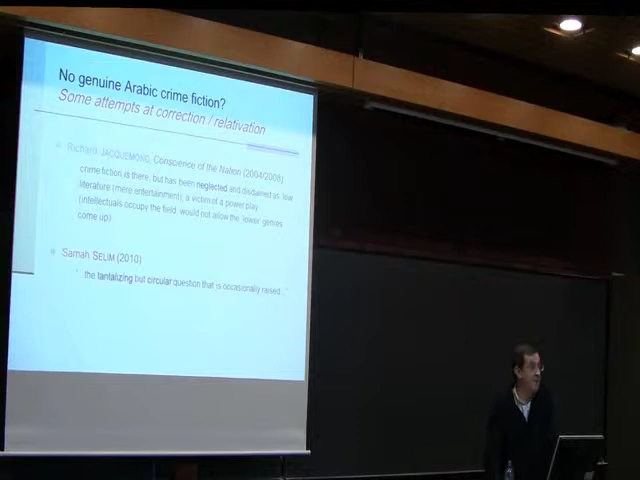 No genuine Arabic crime fiction?
Some attempts at correction / relativation
Richard JACQUEMOND, Conscience of the Nation (2004/2008)
crime fiction is there, but has been neglected and disdained as 'low'
literature (mere entertainment), a victim of a power play
(intellectuals occupy the field, would not allow the 'lower' genres
come up)
Samah SELIM (2010)
"...the tantalizing but circular question that is occasionally raised..."